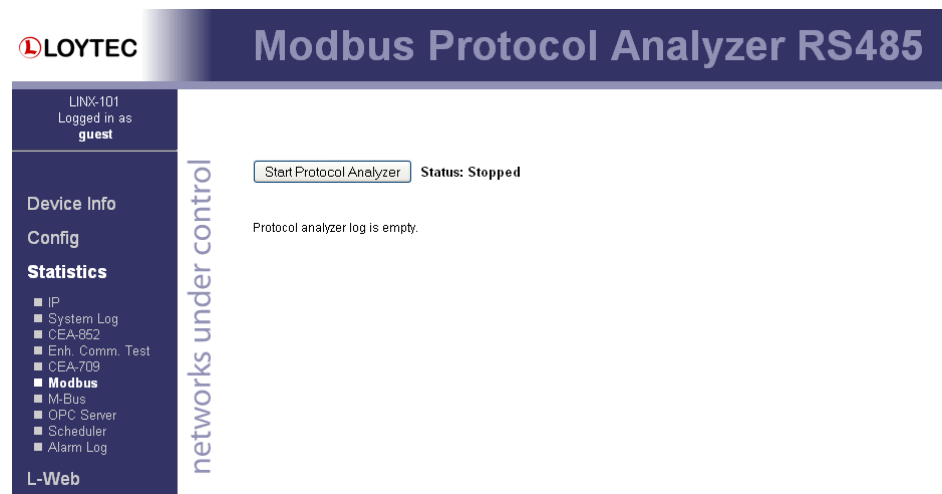 LOYTEC
Modbus Protocol Analyzer RS485
LINX-101
Logged in as
guest
Device Info
Config
Statistics
IP
System Log
CEA-852
Enh. Comm. Test
CEA-709
Modbus
M-Bus
OPC Server
Scheduler
Alarm Log
L-Web
networks under control
Start Protocol Analyzer Status: Stopped
Protocol analyzer log is empty.